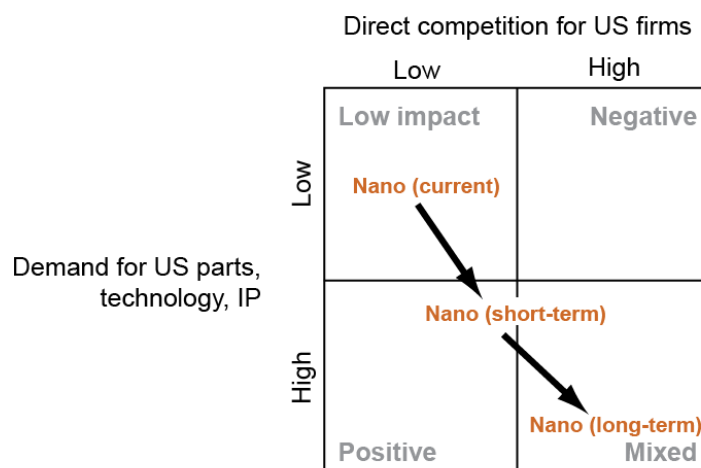 Direct competition for US firms
Low High
Low impact Negative
Low
Nano (current)
Demand for US parts,
technology, IP
Nano (short-term)
High
Nano (long-term)
Positive Mixed